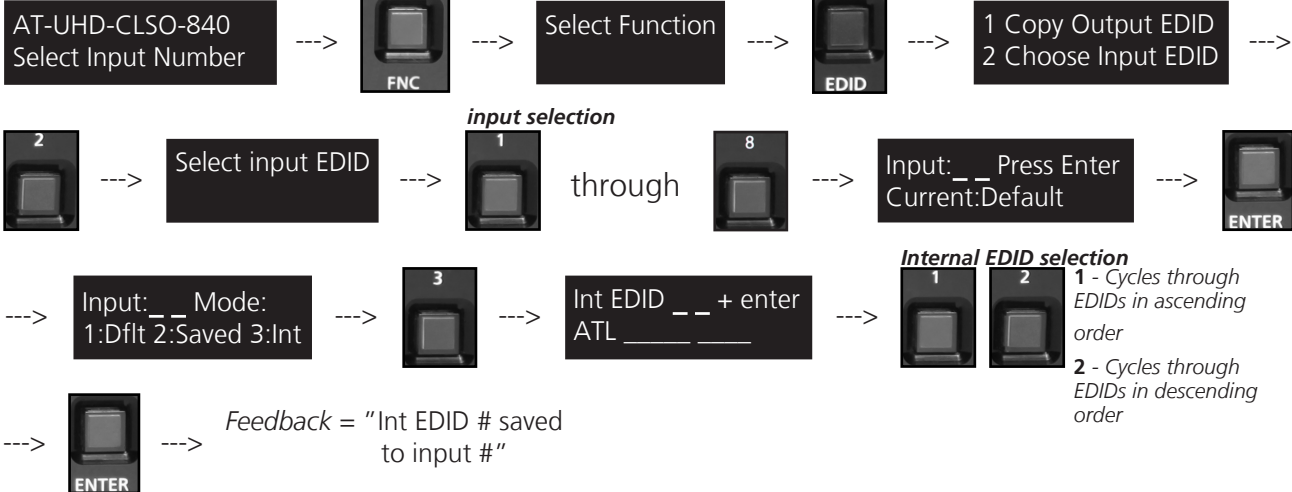 AT-UHD-CLSO-840
Select Input Number
--->
FNC
--->
Select Function
--->
EDID
--->
1 Copy Output EDID
2 Choose Input EDID
--->
2
--->
Select input EDID
--->
input selection
1
through
8
--->
Input:_ _ Press Enter
Current:Default
--->
ENTER
--->
Input:_ _ Mode:
1:Dflt 2:Saved 3:Int
--->
3
--->
Int EDID _ _ + enter
ATL _____ ____
--->
Internal EDID selection
1 2
1 - Cycles through
EDIDs in ascending
order
2 - Cycles through
EDIDs in descending
order
--->
ENTER
--->
Feedback = "Int EDID # saved
to input #"